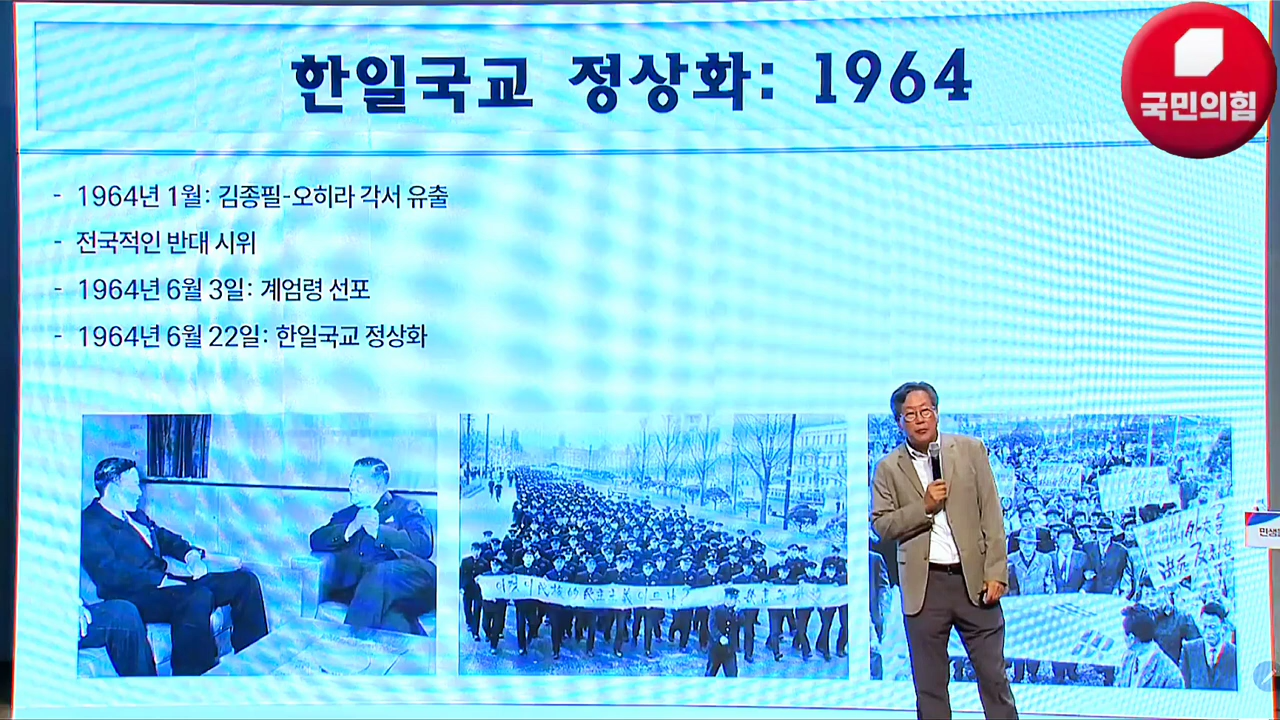 한일국교 정상화: 1964
국민의힘
- 1964년 1월: 김종필-오히라 각서 유출
- 전국적인 반대 시위
- 1964년 6월 3일: 계엄령 선포
- 1964년 6월 22일: 한일국교 정상화
민생